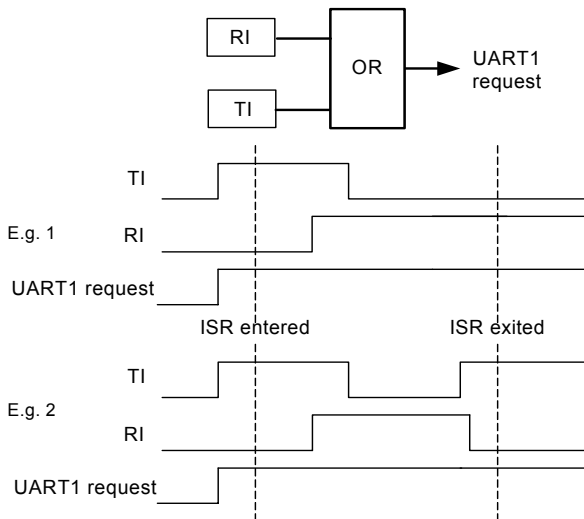 RI
OR
UART1
request
TI
TI
E.g. 1
RI
UART1 request
ISR entered
ISR exited
TI
E.g. 2
RI
UART1 request